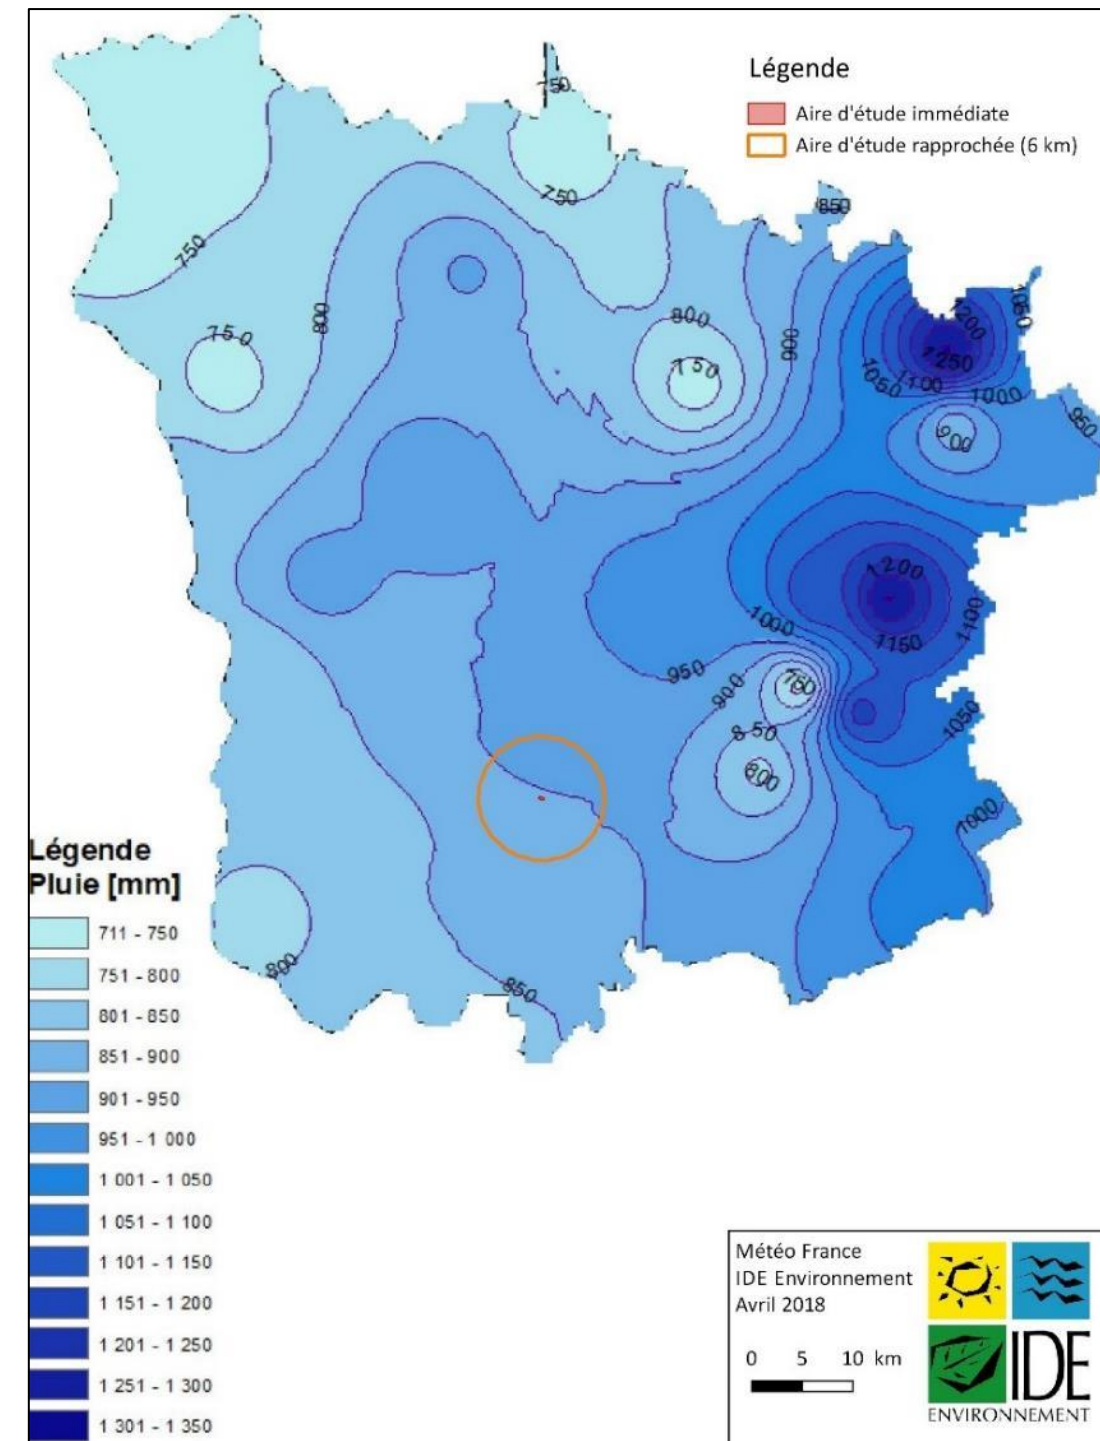 Légende
Aire d'étude immédiate
Aire d'étude rapprochée (6 km)
750
750
850
750
800
750
800
750
900
1200
1250
1050
1100
1050
1000
950
900
1200
1000
1150
1100
950
900
750
850
800
1050
1000
800
850
Légende
Pluie [mm]
711 - 750
751 - 800
801 - 850
851 - 900
901 - 950
951 - 1 000
1 001 - 1 050
1 051 - 1 100
1 101 - 1 150
1 151 - 1 200
1 201 - 1 250
1 251 - 1 300
1 301 - 1 350
Météo France
IDE Environnement
Avril 2018
0 5 10 km
IDE
ENVIRONNEMENT